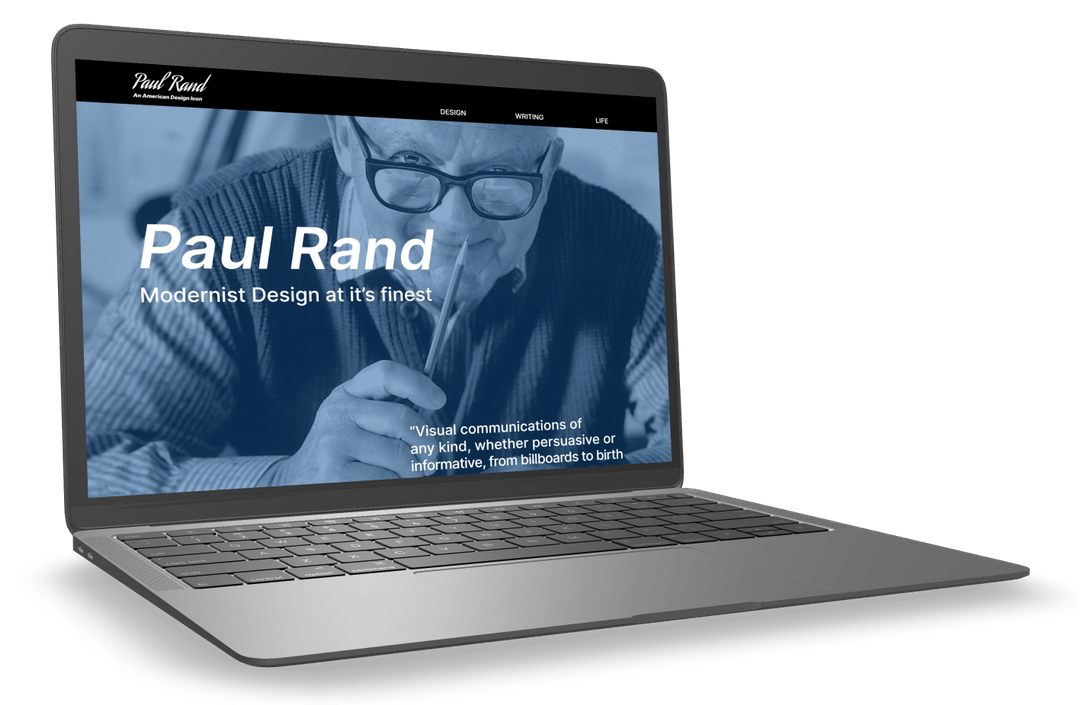 Paul Rand
An American Design Icon
DESIGN
WRITING
LIFE
Paul Rand
Modernist Design at it’s finest
“Visual communications of
any kind, whether persuasive or
informative, from billboards to birth